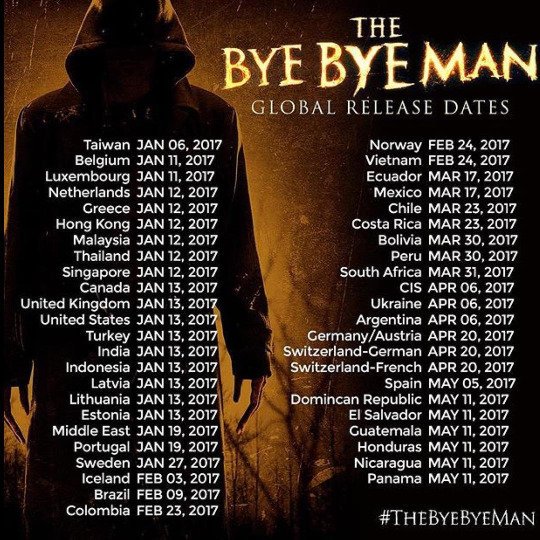 THE
BYE BYE MAN
GLOBAL RELEASE DATES
Taiwan JAN 06, 2017
Belgium JAN 11, 2017
Luxembourg JAN 11, 2017
Netherlands JAN 12, 2017
Greece JAN 12, 2017
Hong Kong JAN 12, 2017
Malaysia JAN 12, 2017
Thailand JAN 12, 2017
Singapore JAN 12, 2017
Canada JAN 13, 2017
United Kingdom JAN 13, 2017
United States JAN 13, 2017
Turkey JAN 13, 2017
India JAN 13, 2017
Indonesia JAN 13, 2017
Latvia JAN 13, 2017
Lithuania JAN 13, 2017
Estonia JAN 13, 2017
Middle East JAN 19, 2017
Portugal JAN 19, 2017
Sweden JAN 27, 2017
Iceland FEB 03, 2017
Brazil FEB 09, 2017
Colombia FEB 23, 2017
Norway FEB 24, 2017
Vietnam FEB 24, 2017
Ecuador MAR 17, 2017
Mexico MAR 17, 2017
Chile MAR 23, 2017
Costa Rica MAR 23, 2017
Bolivia MAR 30, 2017
Peru MAR 30, 2017
South Africa MAR 31, 2017
CIS APR 06, 2017
Ukraine APR 06, 2017
Argentina APR 06, 2017
Germany/Austria APR 20, 2017
Switzerland-German APR 20, 2017
Switzerland-French APR 20, 2017
Spain MAY 05, 2017
Domincan Republic MAY 11, 2017
El Salvador MAY 11, 2017
Guatemala MAY 11, 2017
Honduras MAY 11, 2017
Nicaragua MAY 11, 2017
Panama MAY 11, 2017
#THEBYEBYEMAN